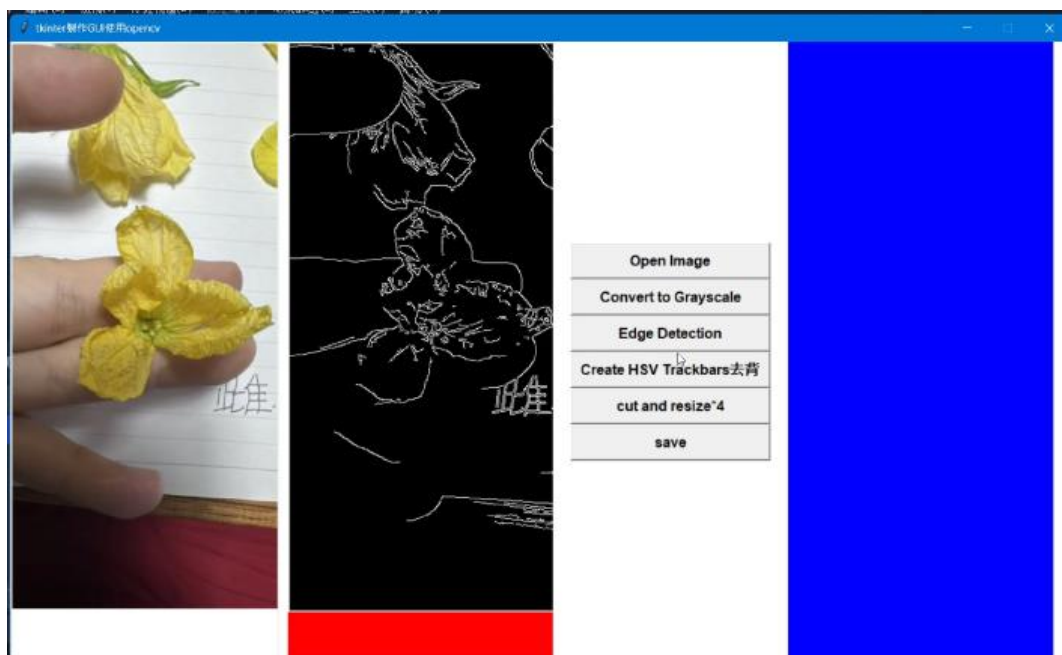 tkinter製作GUI使用opencv
雌
雌
Open Image
Convert to Grayscale
Edge Detection
Create HSV Trackbars去背
cut and resize*4
save